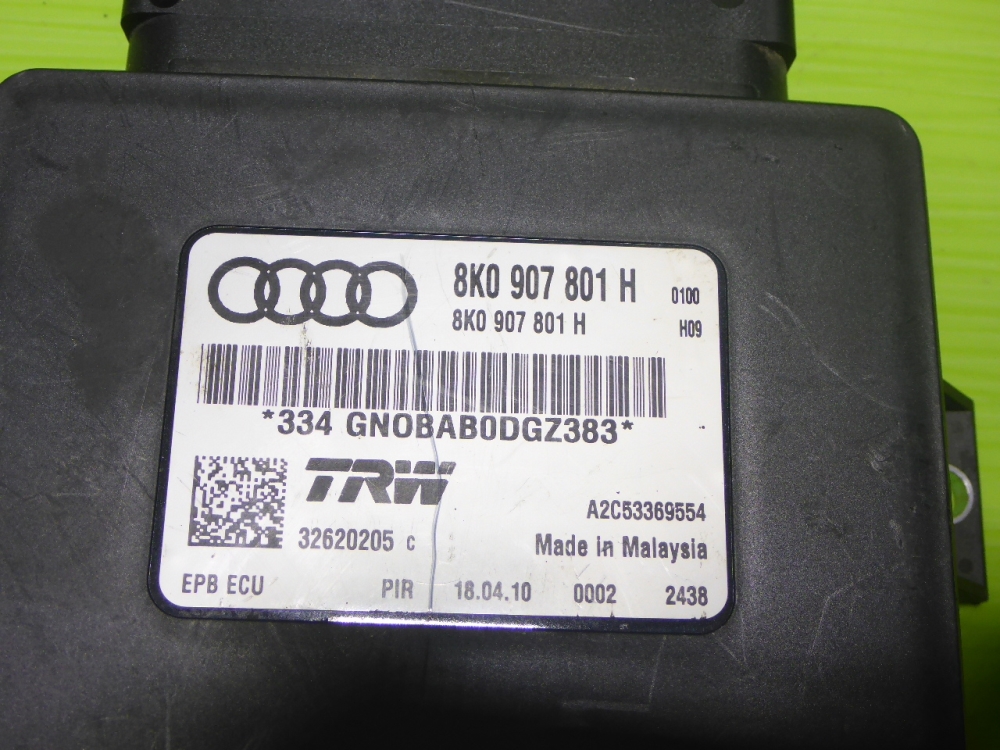 8K0 907 801 H 0100
8K0 907 801 H H09
*334 GN0BAB0DGZ383*
TRW
A2C53369554
32620205 c Made in Malaysia
EPB ECU PIR 18.04.10 0002 2438